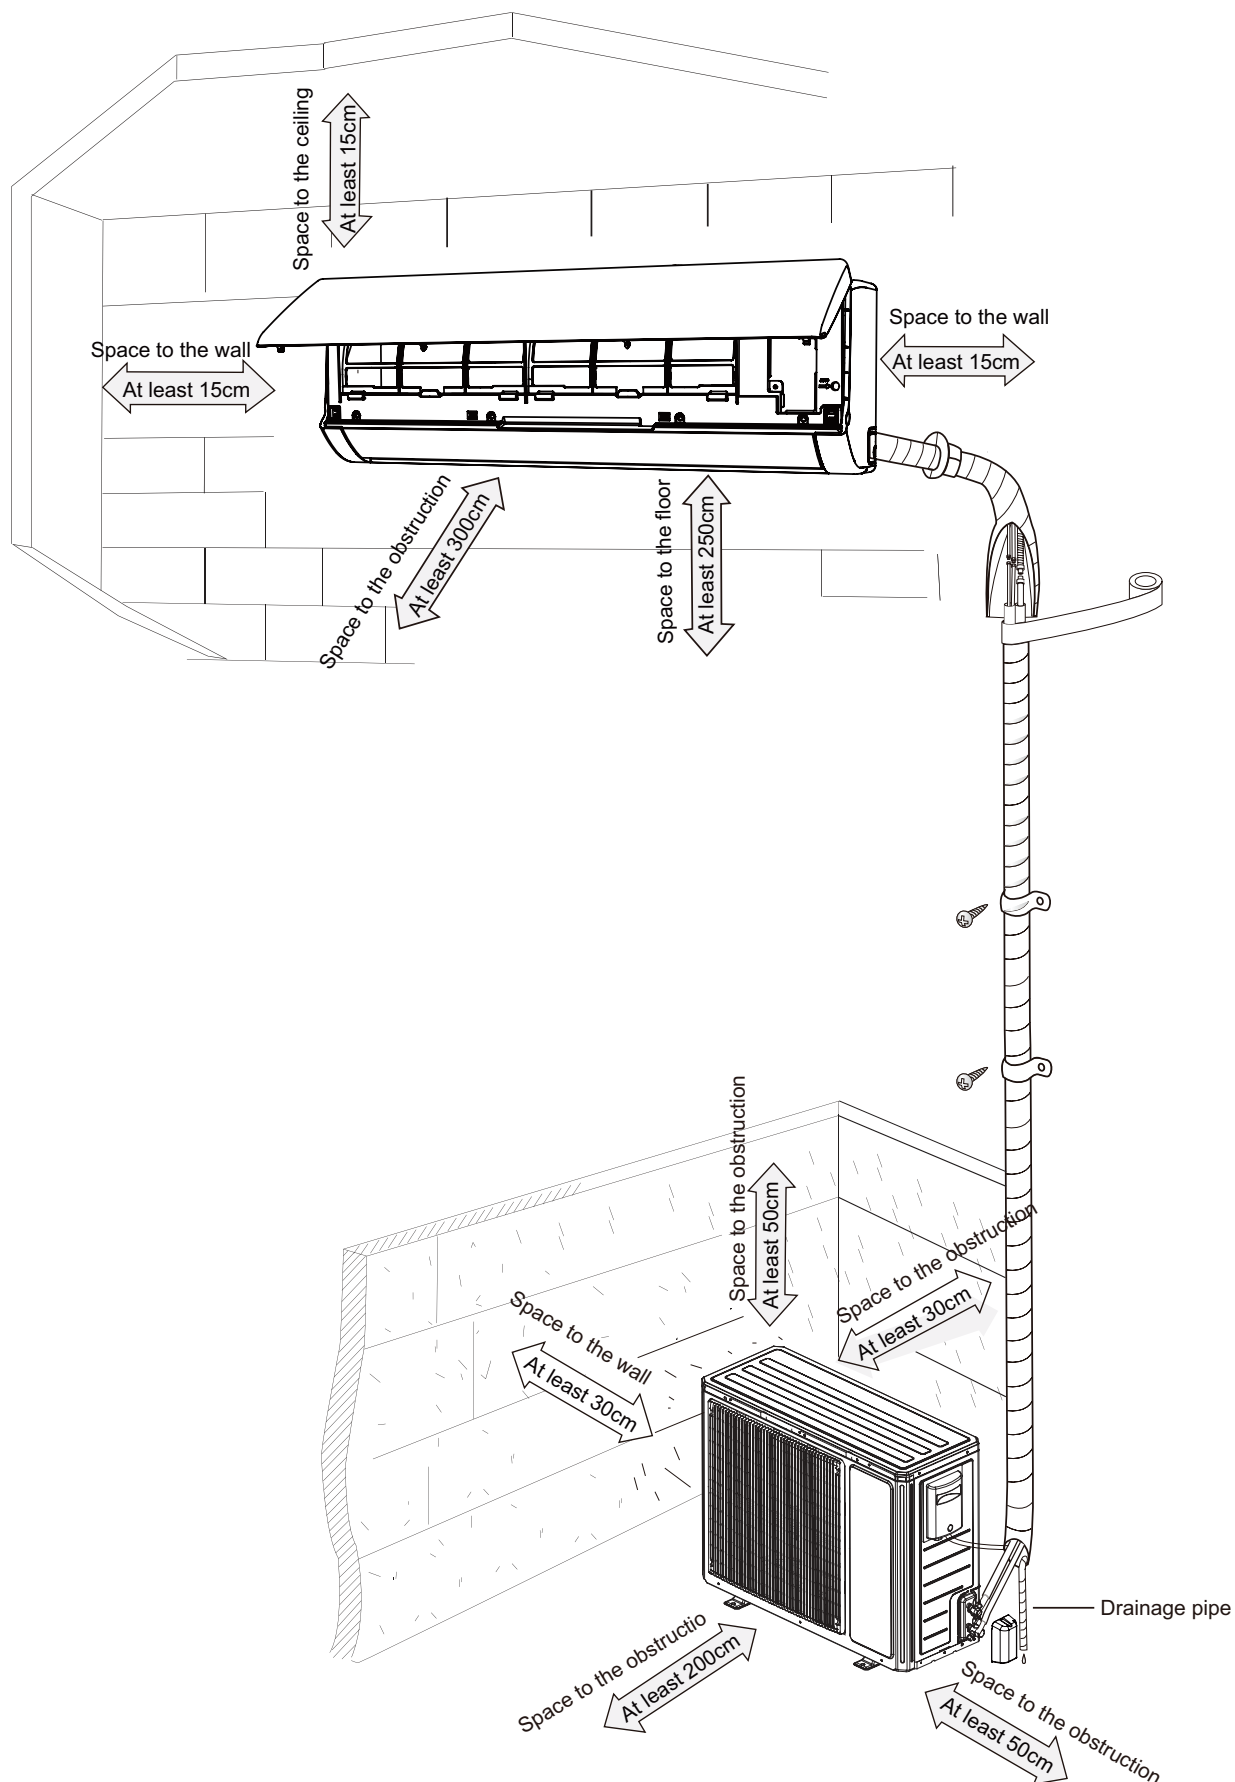 Space to the ceiling
At least 15cm
Space to the wall
At least 15cm
Space to the wall
At least 15cm
Space to the obstruction
At least 300cm
Space to the floor
At least 250cm
Space to the obstruction
At least 50cm
Space to the obstruction
At least 30cm
Space to the wall
At least 30cm
Drainage pipe
Space to the obstructio
At least 200cm
Space to the obstruction
At least 50cm